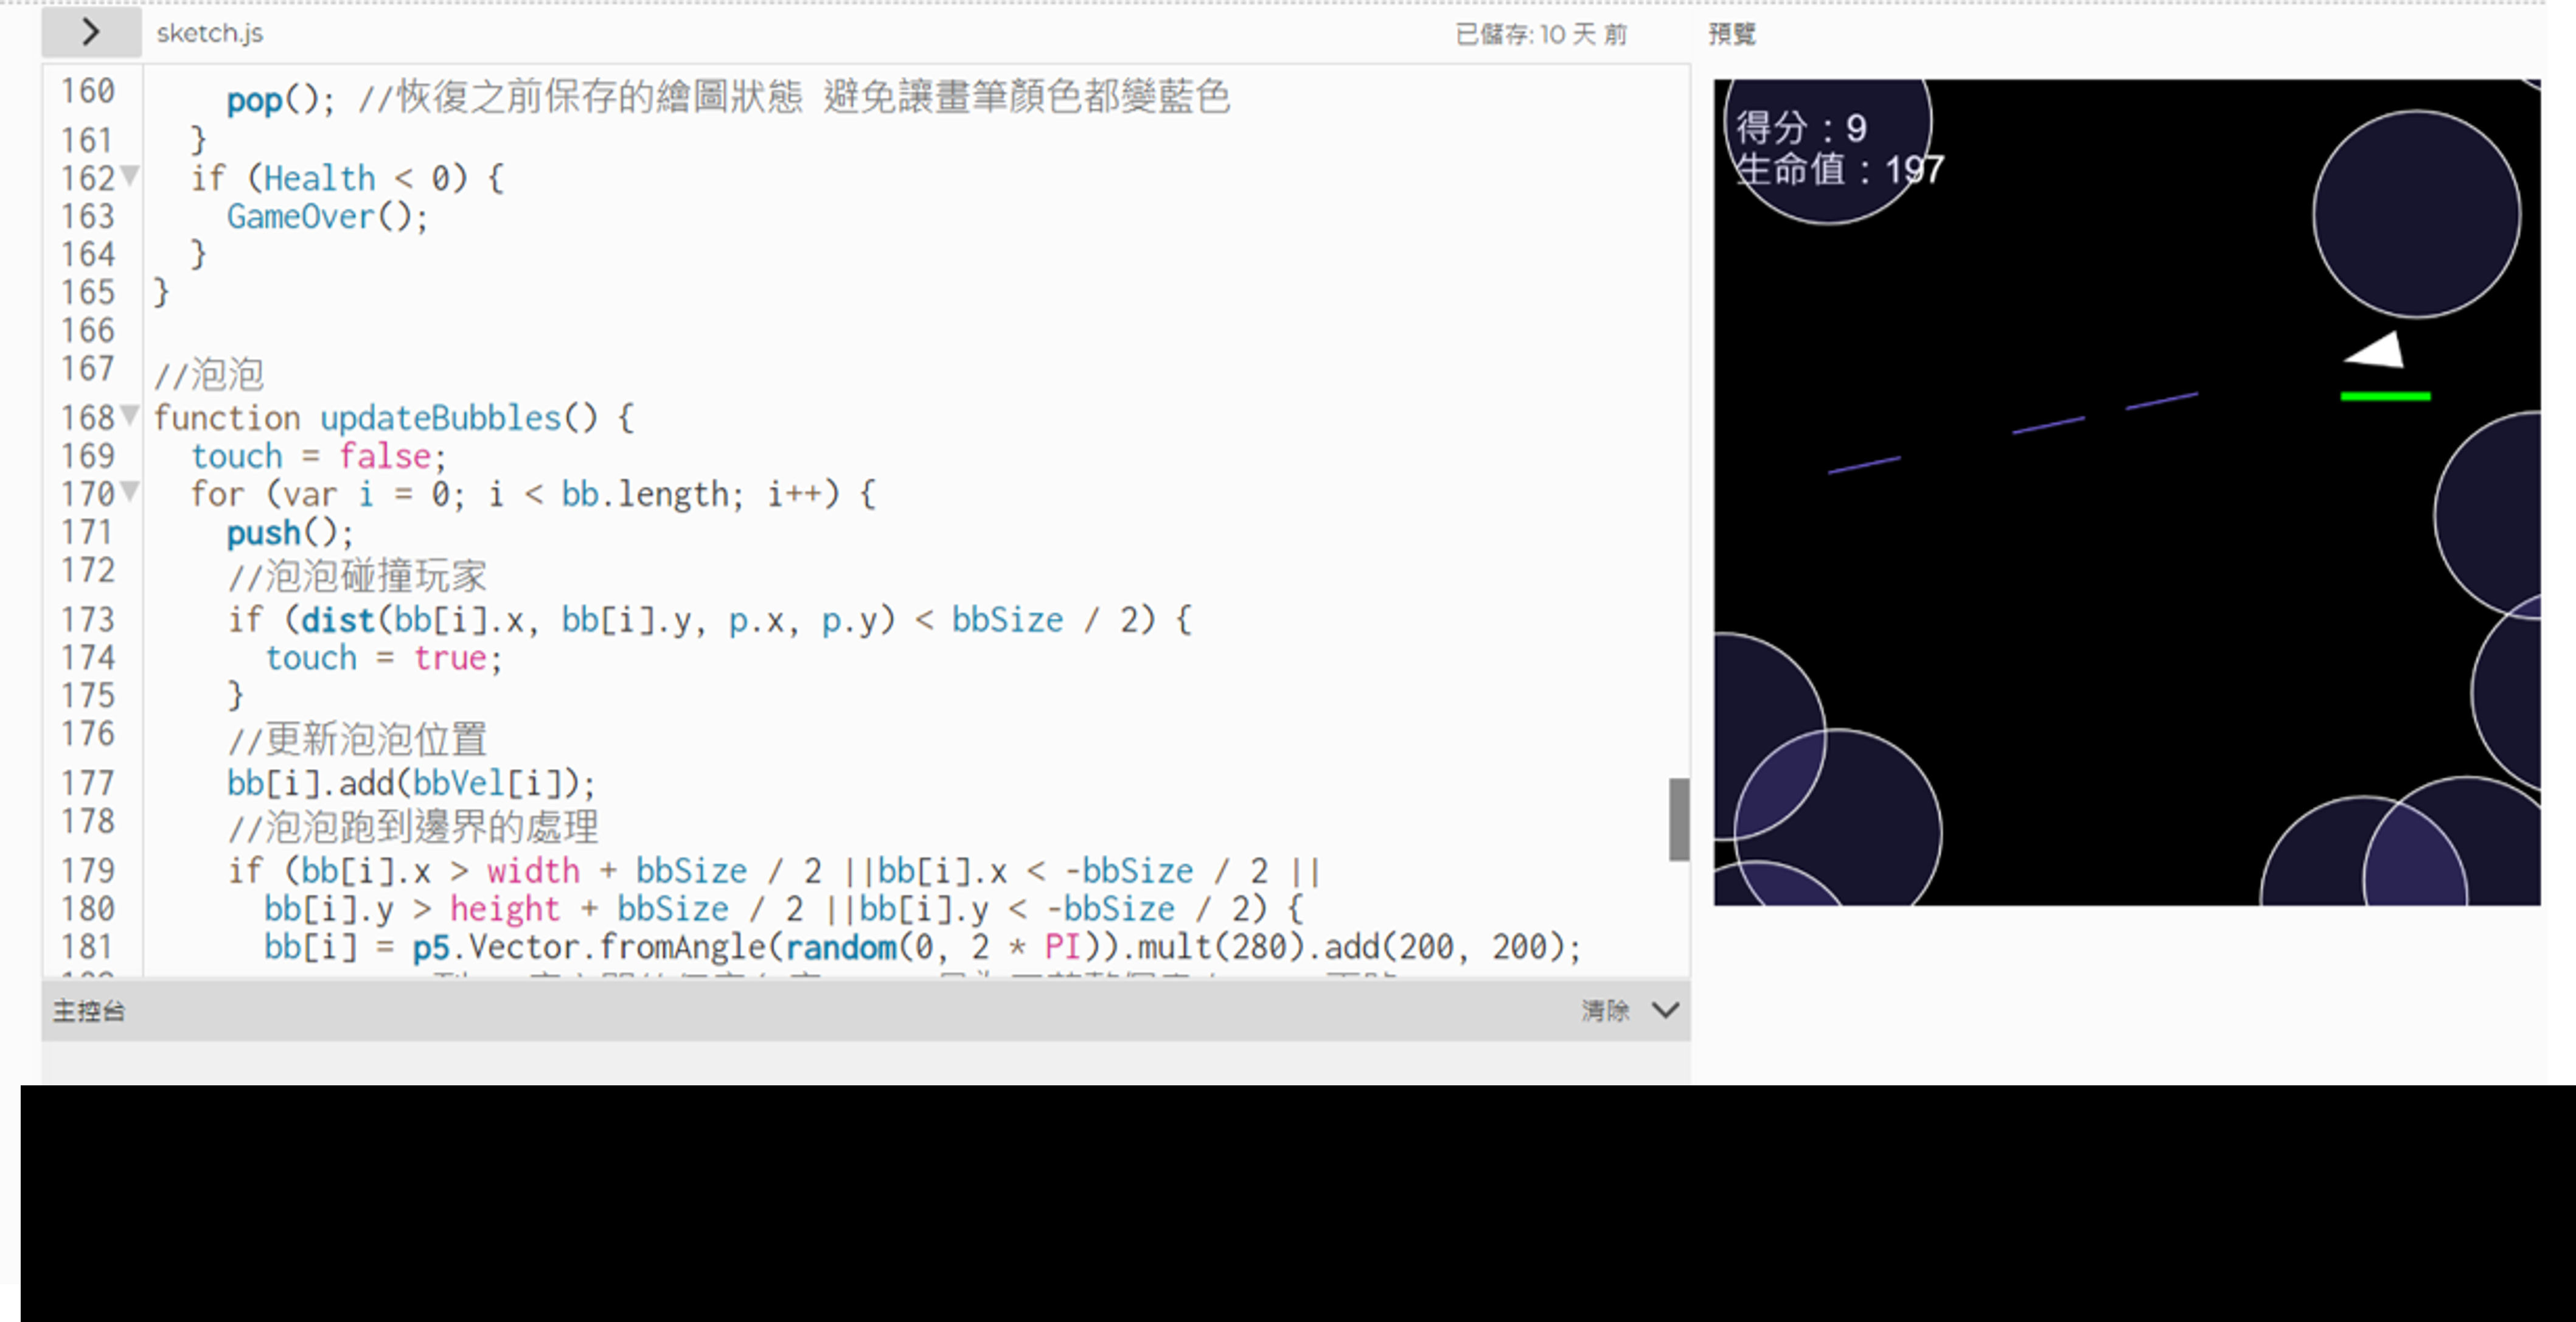 sketch.js
已儲存: 10 天 前
預覽
160     pop(); //恢復之前保存的繪圖狀態 避免讓畫筆顏色都變藍色
161   }
162   if (Health < 0) {
163     GameOver();
164   }
165 }
166
167 //泡泡
168 function updateBubbles() {
169   touch = false;
170   for (var i = 0; i < bb.length; i++) {
171     push();
172     //泡泡碰撞玩家
173     if (dist(bb[i].x, bb[i].y, p.x, p.y) < bbSize / 2) {
174       touch = true;
175     }
176     //更新泡泡位置
177     bb[i].add(bbVel[i]);
178     //泡泡跑到邊界的處理
179     if (bb[i].x > width + bbSize / 2 ||bb[i].x < -bbSize / 2 ||
180       bb[i].y > height + bbSize / 2 ||bb[i].y < -bbSize / 2) {
181       bb[i] = p5.Vector.fromAngle(random(0, 2 * PI)).mult(280).add(200, 200);
主控台
清除
得分：9
生命值：197